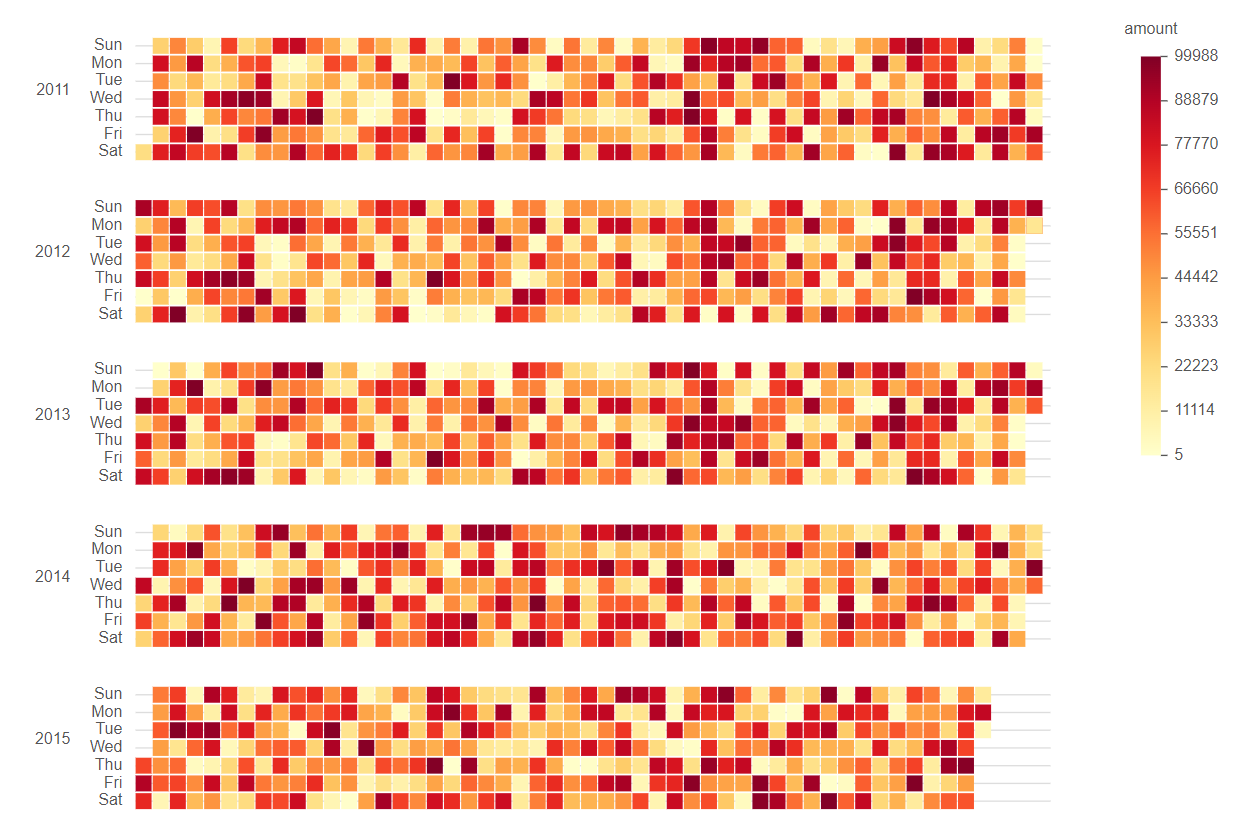 amount
2011
Sun
Mon
Tue
Wed
Thu
Fri
Sat
2012
Sun
Mon
Tue
Wed
Thu
Fri
Sat
2013
Sun
Mon
Tue
Wed
Thu
Fri
Sat
2014
Sun
Mon
Tue
Wed
Thu
Fri
Sat
2015
Sun
Mon
Tue
Wed
Thu
Fri
Sat
99988
88879
77770
66660
55551
44442
33333
22223
11114
5